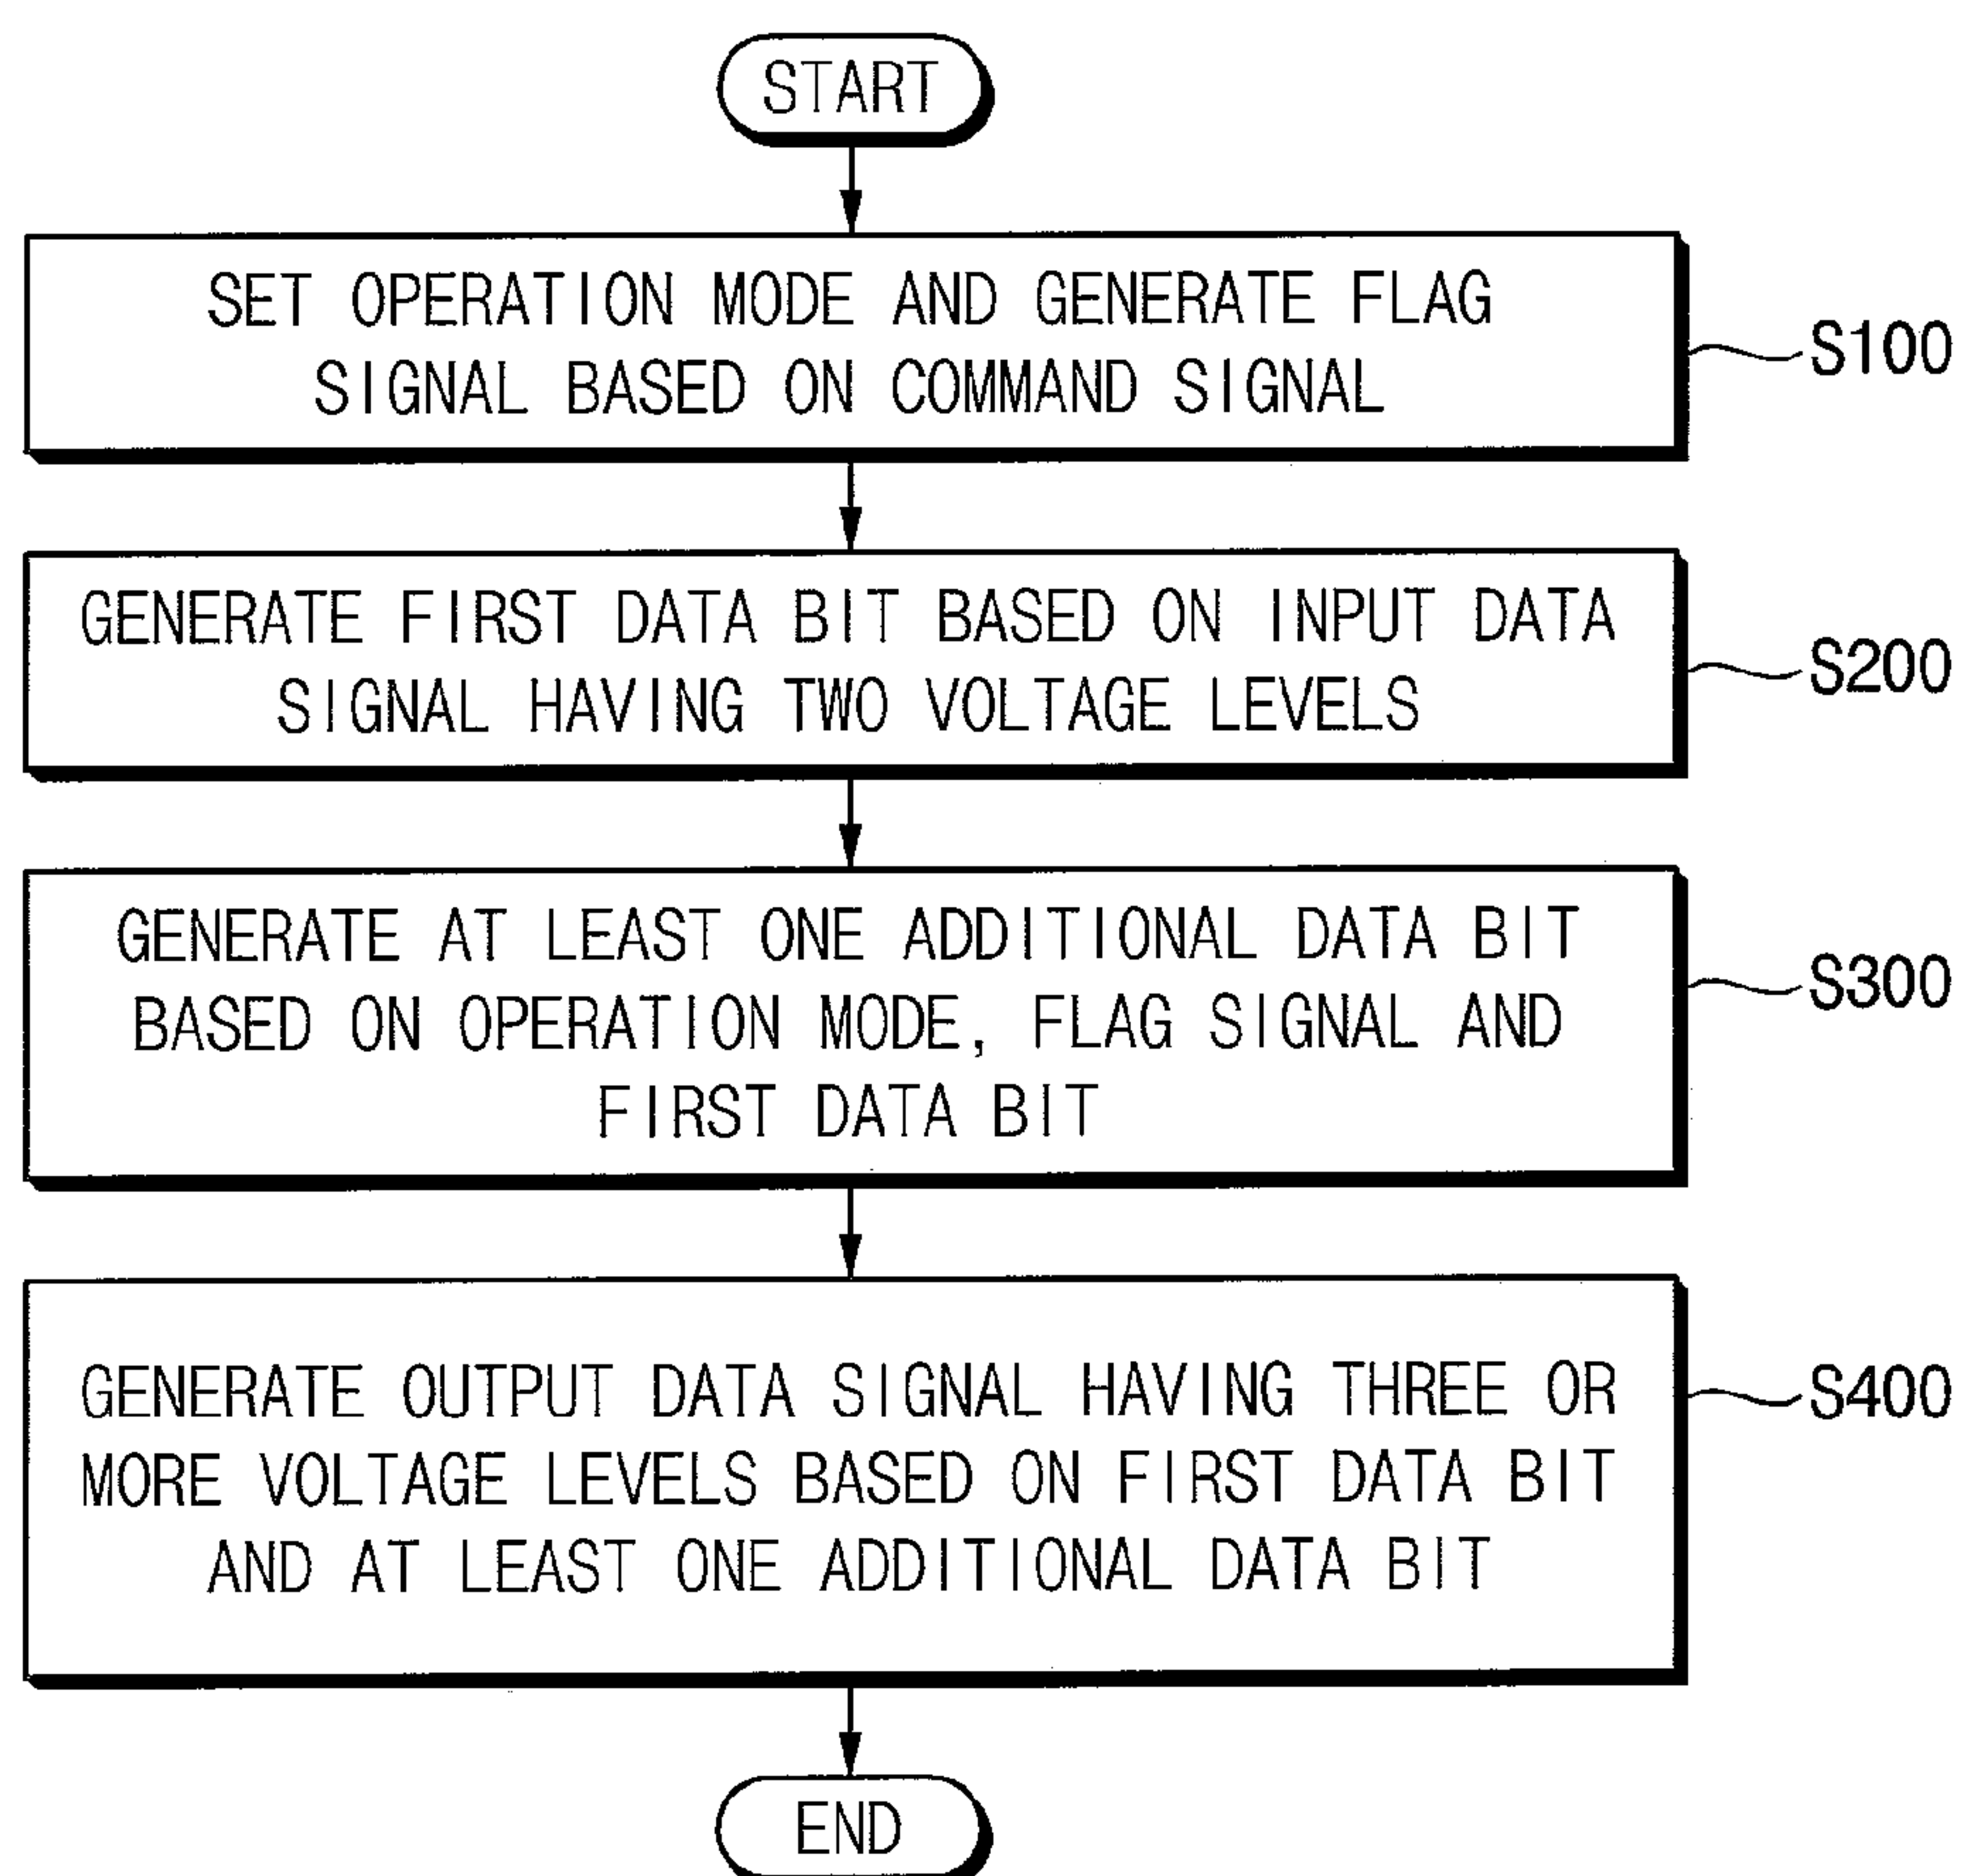 START
SET OPERATION MODE AND GENERATE FLAG
SIGNAL BASED ON COMMAND SIGNAL
S100
GENERATE FIRST DATA BIT BASED ON INPUT DATA
SIGNAL HAVING TWO VOLTAGE LEVELS
S200
GENERATE AT LEAST ONE ADDITIONAL DATA BIT
BASED ON OPERATION MODE, FLAG SIGNAL AND
FIRST DATA BIT
S300
GENERATE OUTPUT DATA SIGNAL HAVING THREE OR
MORE VOLTAGE LEVELS BASED ON FIRST DATA BIT
AND AT LEAST ONE ADDITIONAL DATA BIT
S400
END